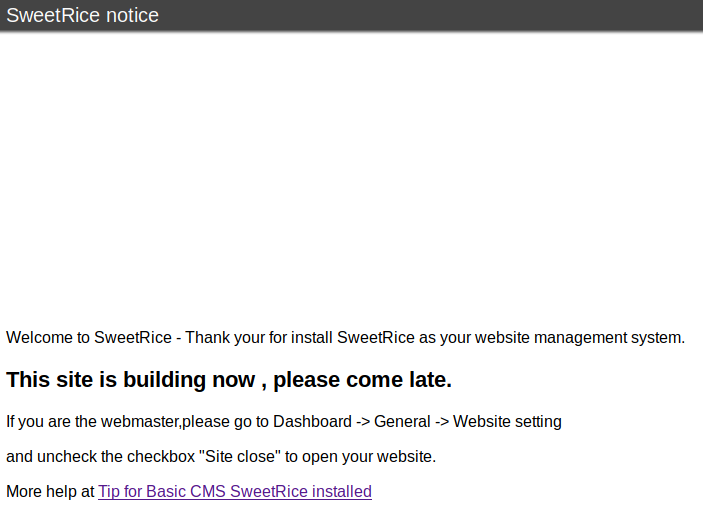 SweetRice notice
Welcome to SweetRice - Thank your for install SweetRice as your website management system.
This site is building now , please come late.
If you are the webmaster,please go to Dashboard -> General -> Website setting
and uncheck the checkbox "Site close" to open your website.
More help at Tip for Basic CMS SweetRice installed